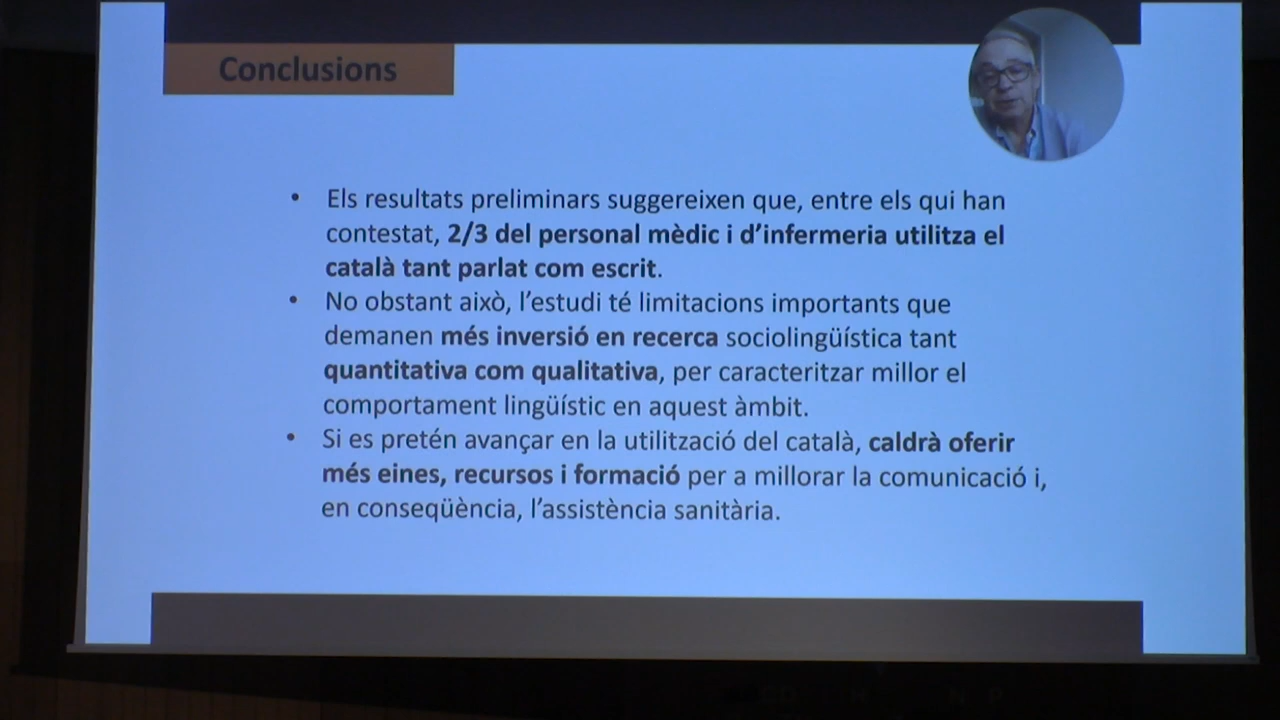 Conclusions
• Els resultats preliminars suggereixen que, entre els qui han
contestat, 2/3 del personal mèdic i d’infermeria utilitza el
català tant parlat com escrit.
• No obstant això, l’estudi té limitacions importants que
demanen més inversió en recerca sociolingüística tant
quantitativa com qualitativa, per caracteritzar millor el
comportament lingüístic en aquest àmbit.
• Si es pretén avançar en la utilització del català, caldrà oferir
més eines, recursos i formació per a millorar la comunicació i,
en conseqüència, l’assistència sanitària.